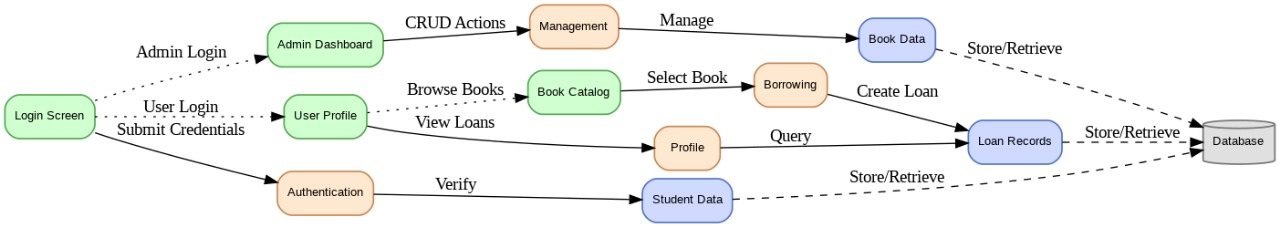 CRUD Actions
Management
Manage
Book Data
Admin Login
Admin Dashboard
Store/Retrieve
Browse Books
Book Catalog
Select Book
Borrowing
Create Loan
Login Screen
User Login
User Profile
Submit Credentials
View Loans
Profile
Query
Loan Records
Store/Retrieve
Database
Authentication
Verify
Student Data
Store/Retrieve